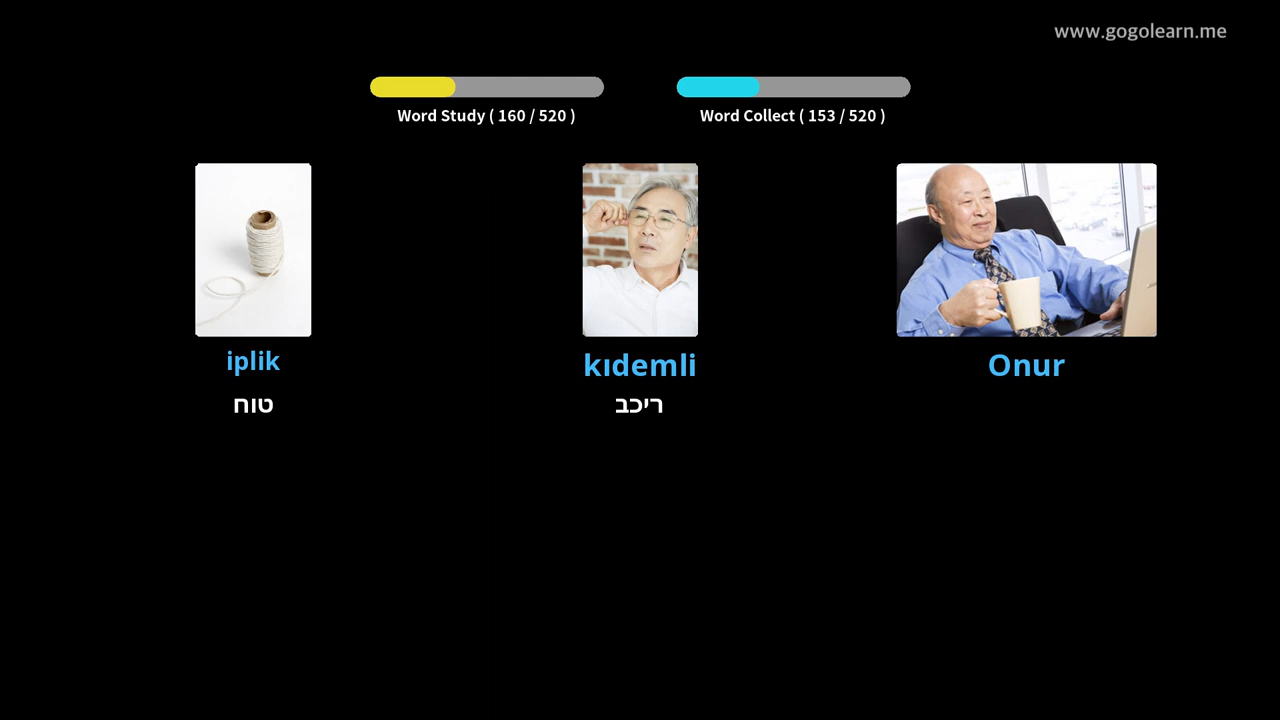 www.gogolearn.me
Word Study ( 160 / 520 )
Word Collect ( 153 / 520 )
iplik
kıdemli
Onur
טוח
ריכב